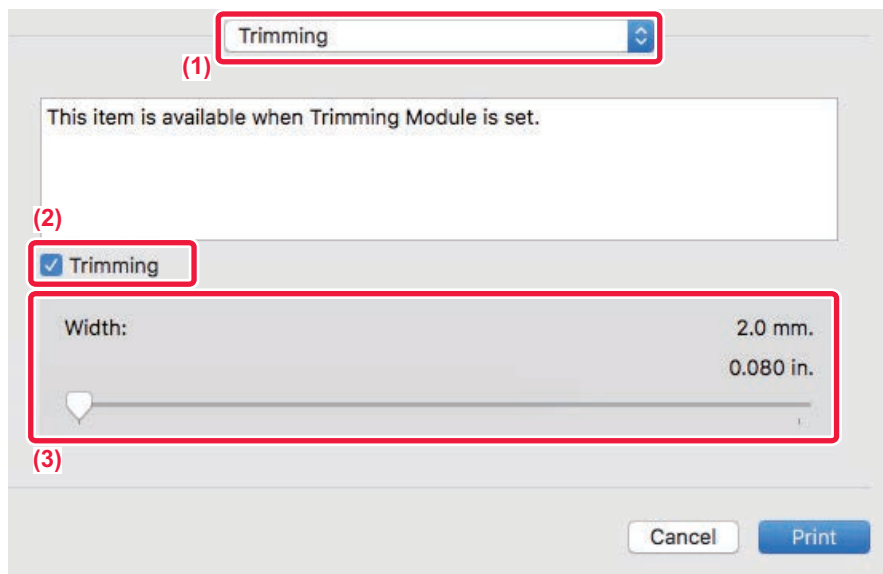 Trimming
(1)
This item is available when Trimming Module is set.
(2)
Trimming
Width: 2.0 mm.
0.080 in.
(3)
Cancel Print